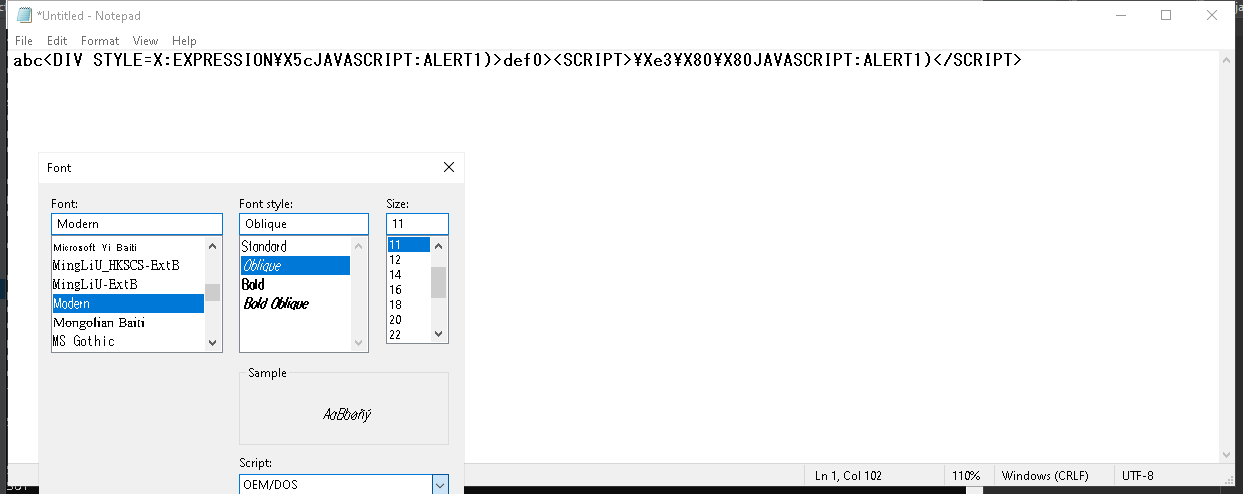 *Untitled - Notepad
File Edit Format View Help
abc<DIV STYLE=X:EXPRESSION¥X5cJAVASCRIPT:ALERT1)>def0><SCRIPT>¥Xe3¥X80¥X80JAVASCRIPT:ALERT1)</SCRIPT>
Font
Font: Font style: Size:
Modern Oblique 11
Microsoft Yi Baiti
MingLiU_HKSCS-ExtB
MingLiU-ExtB
Modern
Mongolian Baiti
MS Gothic
Standard
Oblique
Bold
Bold Oblique
11
12
14
16
18
20
22
Sample
AaBbøñý
Script:
OEM/DOS
Ln 1, Col 102 110% Windows (CRLF) UTF-8